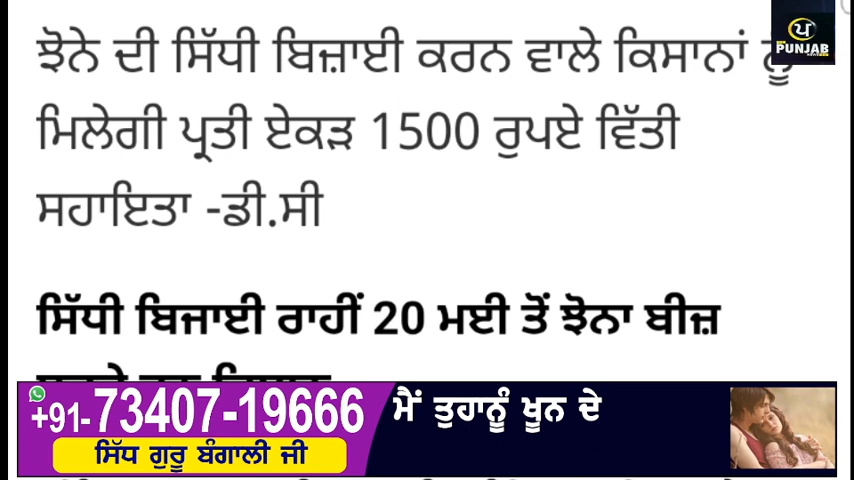 ਝੋਨੇ ਦੀ ਸਿੱਧੀ ਬਿਜ਼ਾਈ ਕਰਨ ਵਾਲੇ ਕਿਸਾਨਾਂ ਨੂੰ
ਮਿਲੇਗੀ ਪ੍ਰਤੀ ਏਕੜ 1500 ਰੁਪਏ ਵਿੱਤੀ
ਸਹਾਇਤਾ -ਡੀ.ਸੀ
ਸਿੱਧੀ ਬਿਜਾਈ ਰਾਹੀਂ 20 ਮਈ ਤੋਂ ਝੋਨਾ ਬੀਜ਼
ਪ
PUNJAB
+91-73407-19666
ਸਿੱਧ ਗੁਰੂ ਬੰਗਾਲੀ ਜੀ
ਮੈਂ ਤੁਹਾਨੂੰ ਖੂਨ ਦੇ